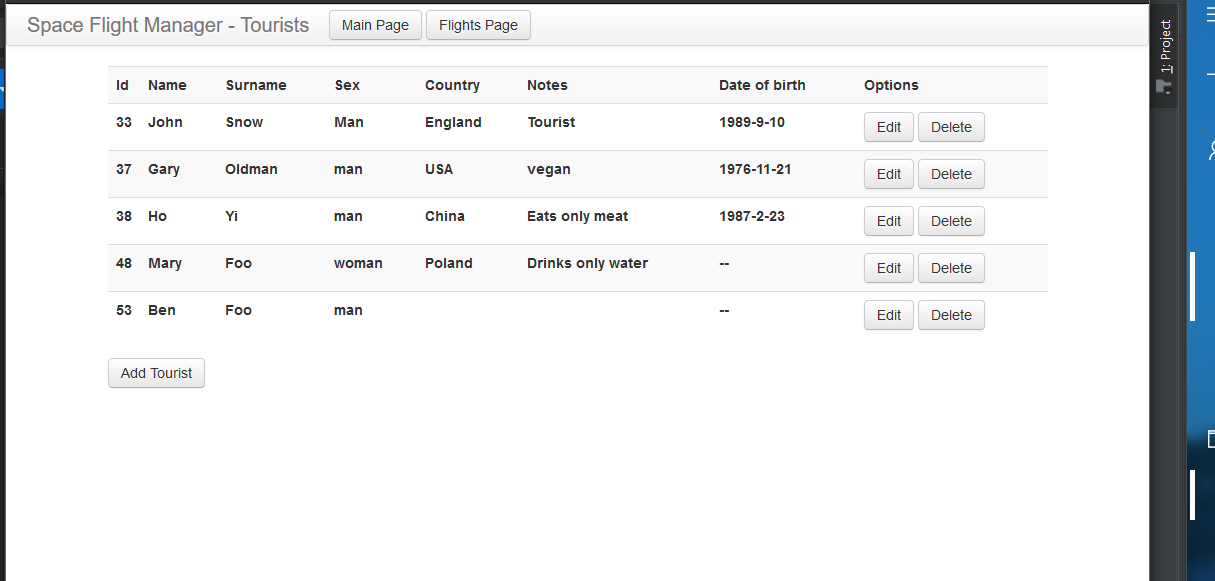 Space Flight Manager - Tourists Main Page Flights Page
1: Project
Id Name Surname Sex Country Notes Date of birth Options
33 John Snow Man England Tourist 1989-9-10 Edit Delete
37 Gary Oldman man USA vegan 1976-11-21 Edit Delete
38 Ho Yi man China Eats only meat 1987-2-23 Edit Delete
48 Mary Foo woman Poland Drinks only water -- Edit Delete
53 Ben Foo man -- Edit Delete
Add Tourist